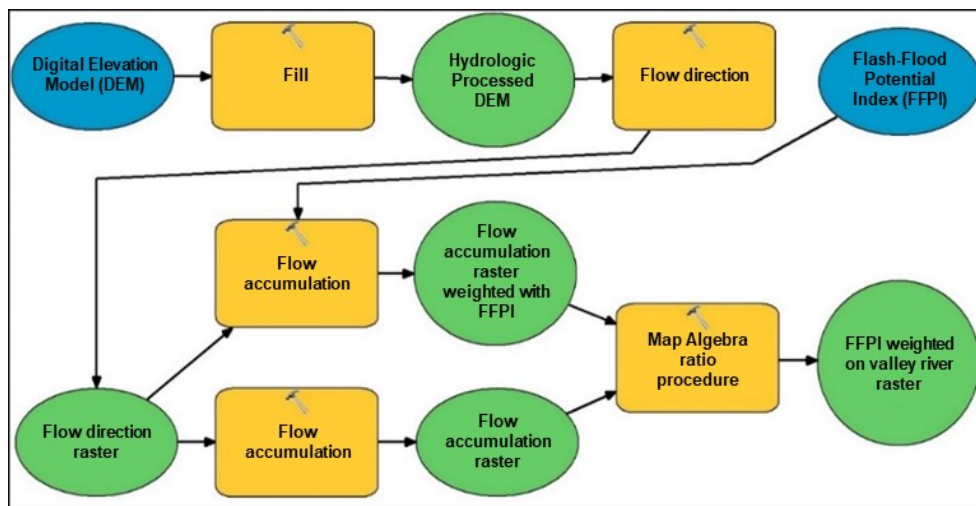 Digital Elevation
Model (DEM)
Fill
Hydrologic
Processed
DEM
Flow direction
Flash-Flood
Potential
Index (FFPI)
Flow
accumulation
Flow
accumulation
raster
weighted with
FFPI
Map Algebra
ratio
procedure
FFPI weighted
on valley river
raster
Flow direction
raster
Flow
accumulation
Flow
accumulation
raster